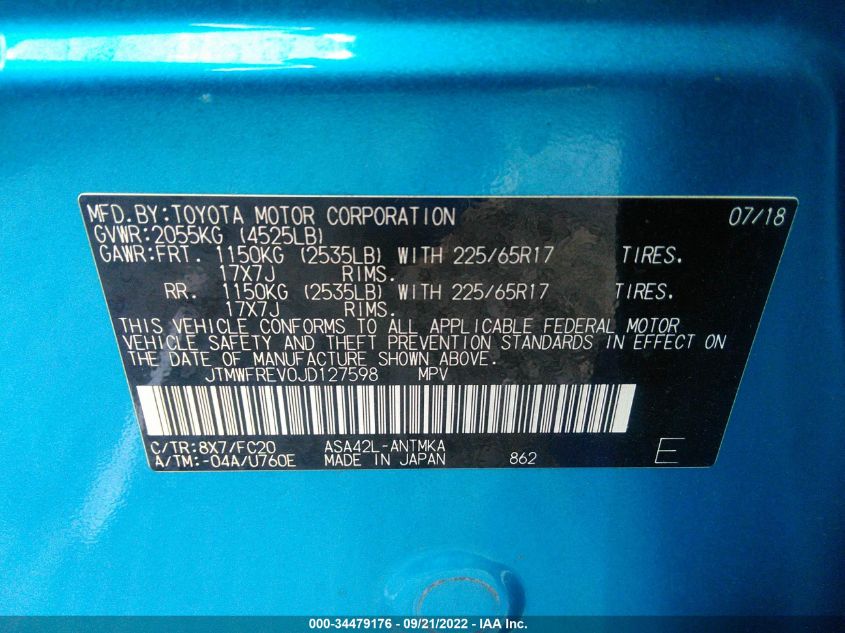 MFD.BY:TOYOTA MOTOR CORPORATION 07/18
GVWR:2055KG (4525LB)
GAWR:FRT. 1150KG (2535LB) WITH 225/65R17 TIRES.
17X7J RIMS.
RR. 1150KG (2535LB) WITH 225/65R17 TIRES.
17X7J RIMS.
THIS VEHICLE CONFORMS TO ALL APPLICABLE FEDERAL MOTOR
VEHICLE SAFETY AND THEFT PREVENTION STANDARDS IN EFFECT ON
THE DATE OF MANUFACTURE SHOWN ABOVE.
JTMWFREV0JD127598 MPV
C/TR:8X7/FC20 ASA42L-ANTMKA
A/TM:-04A/U760E MADE IN JAPAN 862 E
000-34479176 - 09/21/2022 - IAA Inc.